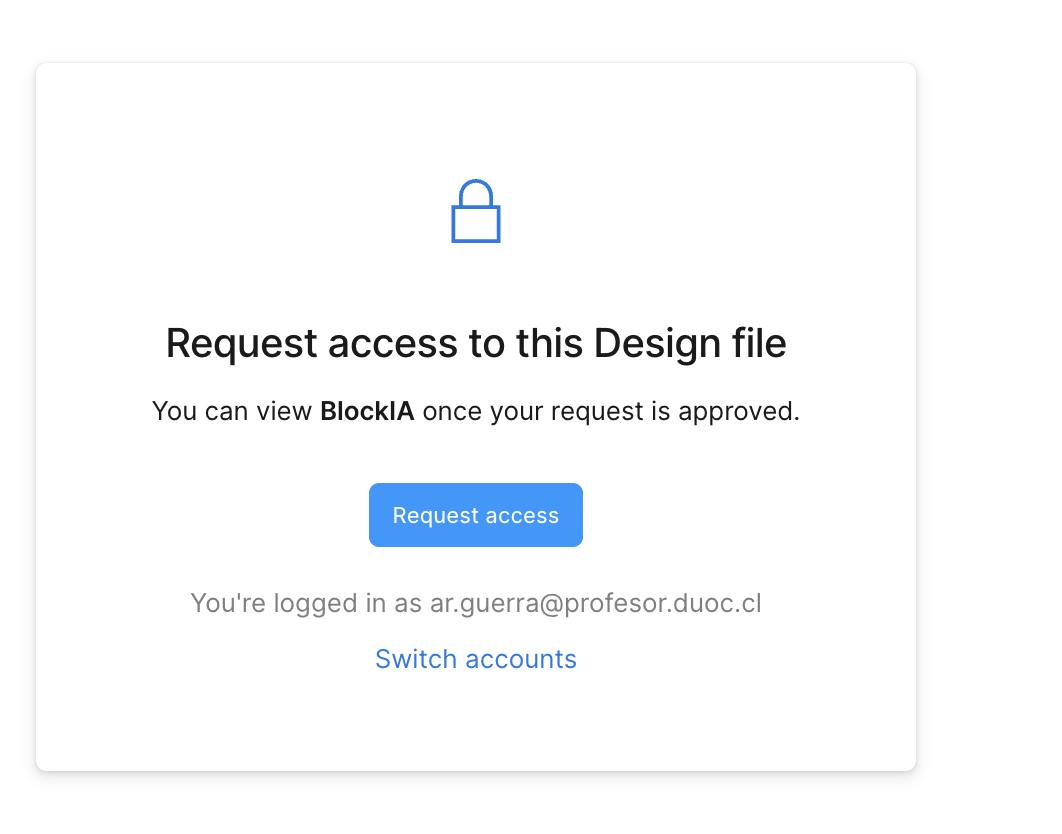 Request access to this Design file
You can view BlockIA once your request is approved.
Request access
You're logged in as ar.guerra@profesor.duoc.cl
Switch accounts